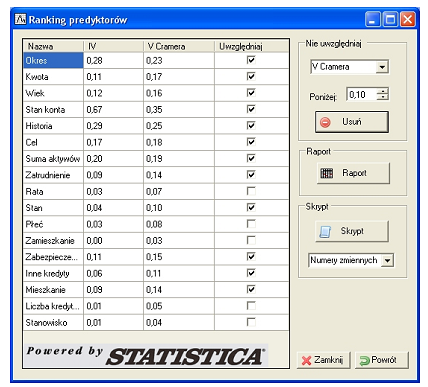 Ranking predyktorów
Nazwa IV V Cramera Uwzględniaj
Okres 0,28 0,23
Kwota 0,11 0,17
Wiek 0,12 0,16
Stan konta 0,67 0,35
Historia 0,29 0,25
Cel 0,17 0,18
Suma aktywów 0,20 0,19
Zatrudnienie 0,09 0,14
Rata 0,03 0,07
Stan 0,04 0,10
Płeć 0,03 0,08
Zamieszkanie 0,00 0,03
Zabezpiecze... 0,11 0,15
Inne kredyty 0,06 0,11
Mieszkanie 0,09 0,14
Liczba kredyt... 0,01 0,05
Stanowisko 0,01 0,04
Powered by STATISTICA
Nie uwzględniaj
V Cramera
Poniżej: 0,10
Usuń
Raport
Raport
Skrypt
Skrypt
Numery zmiennych
Zamknij Powrót